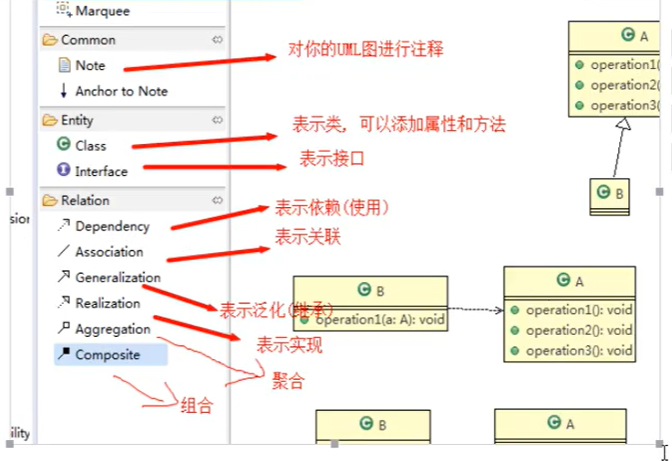 Marquee
Common
Note
Anchor to Note
Entity
Class
Interface
Relation
Dependency
Association
Generalization
Realization
Aggregation
Composite
对你的UML图进行注释
表示类, 可以添加属性和方法
表示接口
表示依赖(使用)
表示关联
表示泛化(继承)
表示实现
聚合
组合
C A
operation1(
operation2(
operation3(
C B
C B
operation1(a: A): void
C A
operation1(): void
operation2(): void
operation3(): void
C B
C A
sion
ility